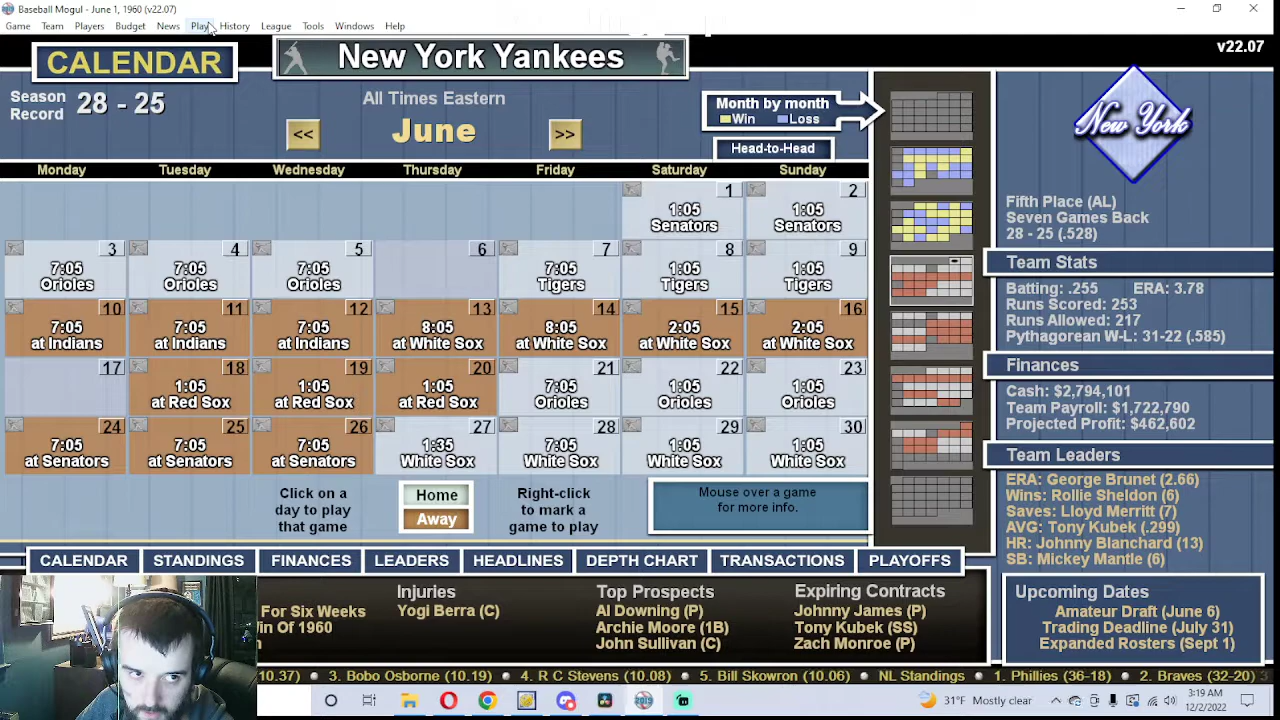 Baseball Mogul - June 1, 1960 (v22.07)
Game Team Players Budget News Play History League Tools Windows Help
CALENDAR
New York Yankees
v22.07
Season Record 28 - 25
All Times Eastern
<< June >>
Month by month
Win Loss
Head-to-Head
New York
Monday Tuesday Wednesday Thursday Friday Saturday Sunday
1 2
1:05 1:05
Senators Senators
3 4 5 6 7 8 9
7:05 7:05 7:05 7:05 1:05 1:05
Orioles Orioles Orioles Tigers Tigers Tigers
10 11 12 13 14 15 16
7:05 7:05 7:05 8:05 8:05 2:05 2:05
at Indians at Indians at Indians at White Sox at White Sox at White Sox at White Sox
17 18 19 20 21 22 23
1:05 1:05 1:05 7:05 1:05 1:05
at Red Sox at Red Sox at Red Sox Orioles Orioles Orioles
24 25 26 27 28 29 30
7:05 7:05 7:05 1:35 7:05 1:05 1:05
at Senators at Senators at Senators White Sox White Sox White Sox White Sox
Click on a day to play that game
Home
Away
Right-click to mark a game to play
Mouse over a game
for more info.
Fifth Place (AL)
Seven Games Back
28 - 25 (.528)
Team Stats
Batting: .255 ERA: 3.78
Runs Scored: 253
Runs Allowed: 217
Pythagorean W-L: 31-22 (.585)
Finances
Cash: $2,794,101
Team Payroll: $1,722,790
Projected Profit: $462,602
Team Leaders
ERA: George Brunet (2.66)
Wins: Rollie Sheldon (6)
Saves: Lloyd Merritt (7)
AVG: Tony Kubek (.299)
HR: Johnny Blanchard (13)
SB: Mickey Mantle (6)
CALENDAR STANDINGS FINANCES LEADERS HEADLINES DEPTH CHART TRANSACTIONS PLAYOFFS
For Six Weeks
Of 1960
Injuries
Yogi Berra (C)
Top Prospects
Al Downing (P)
Archie Moore (1B)
John Sullivan (C)
Expiring Contracts
Johnny James (P)
Tony Kubek (SS)
Zach Monroe (P)
Upcoming Dates
Amateur Draft (June 6)
Trading Deadline (July 31)
Expanded Rosters (Sept 1)
10.37) 3. Bobo Osborne (10.19) 4. R C Stevens (10.08) 5. Bill Skowron (10.06) NL Standings 1. Phillies (36-18) 2. Braves (32-20) 3
31°F Mostly clear
3:19 AM
12/2/2022